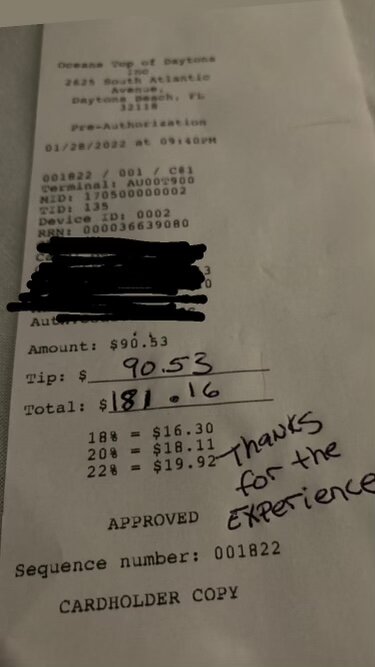 Oceans Top of Daytona
Inc
2625 South Atlantic
Avenue,
Daytona Beach, FL
32118
Pre-Authorization
01/28/2022 at 09:40PM
001822 / 001 / C#1
Terminal: AU00T900
MID: 170500000002
TID: 135
Device ID: 0002
RRN: 000036639080
Amount: $90.53
Tip: $ 90.53
Total: $ 181.16
18% = $16.30
20% = $18.11
22% = $19.92
Thanks
for the
Experience
APPROVED
Sequence number: 001822
CARDHOLDER COPY